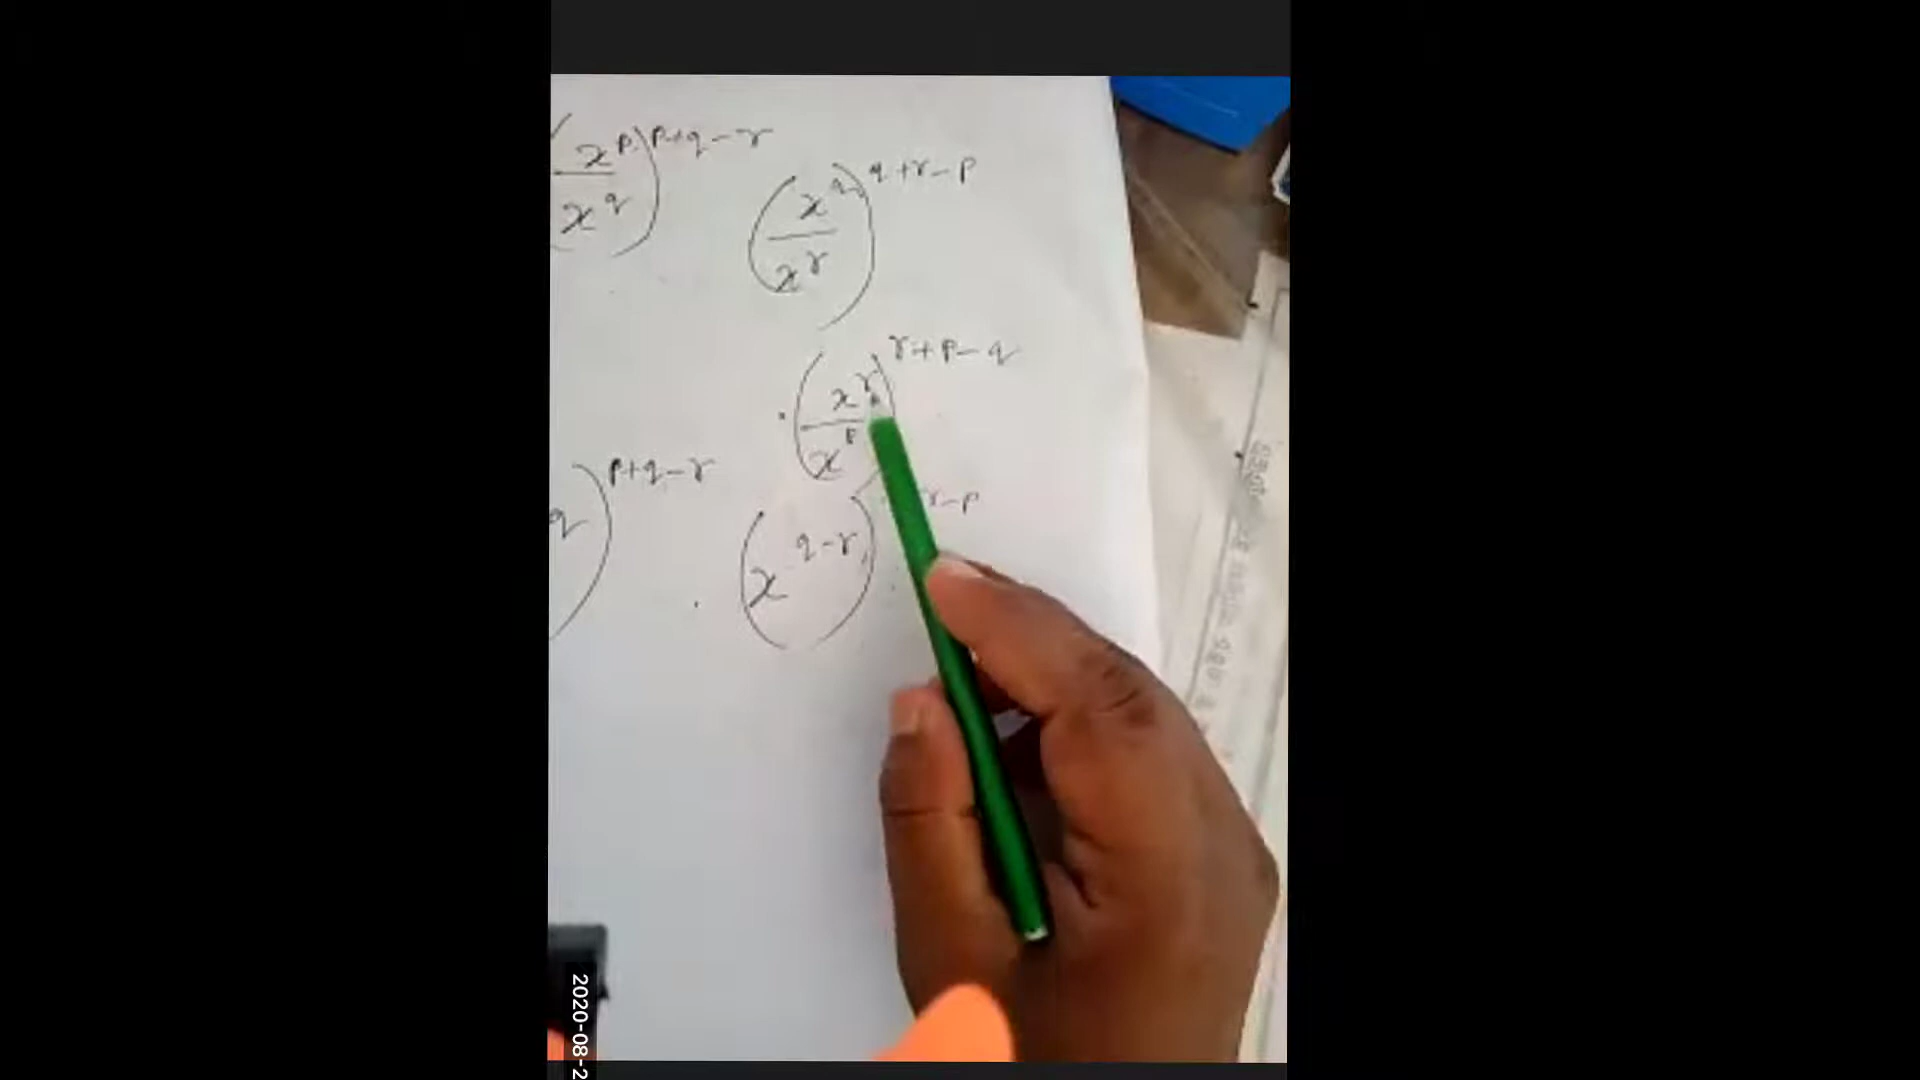 (x^p/x^q)^p+q-r (x^q/x^r)^q+r-p
. (x^r/x^p)^r+p-q
q)^p+q-r . (x^q-r)^r-p
2020-08-2